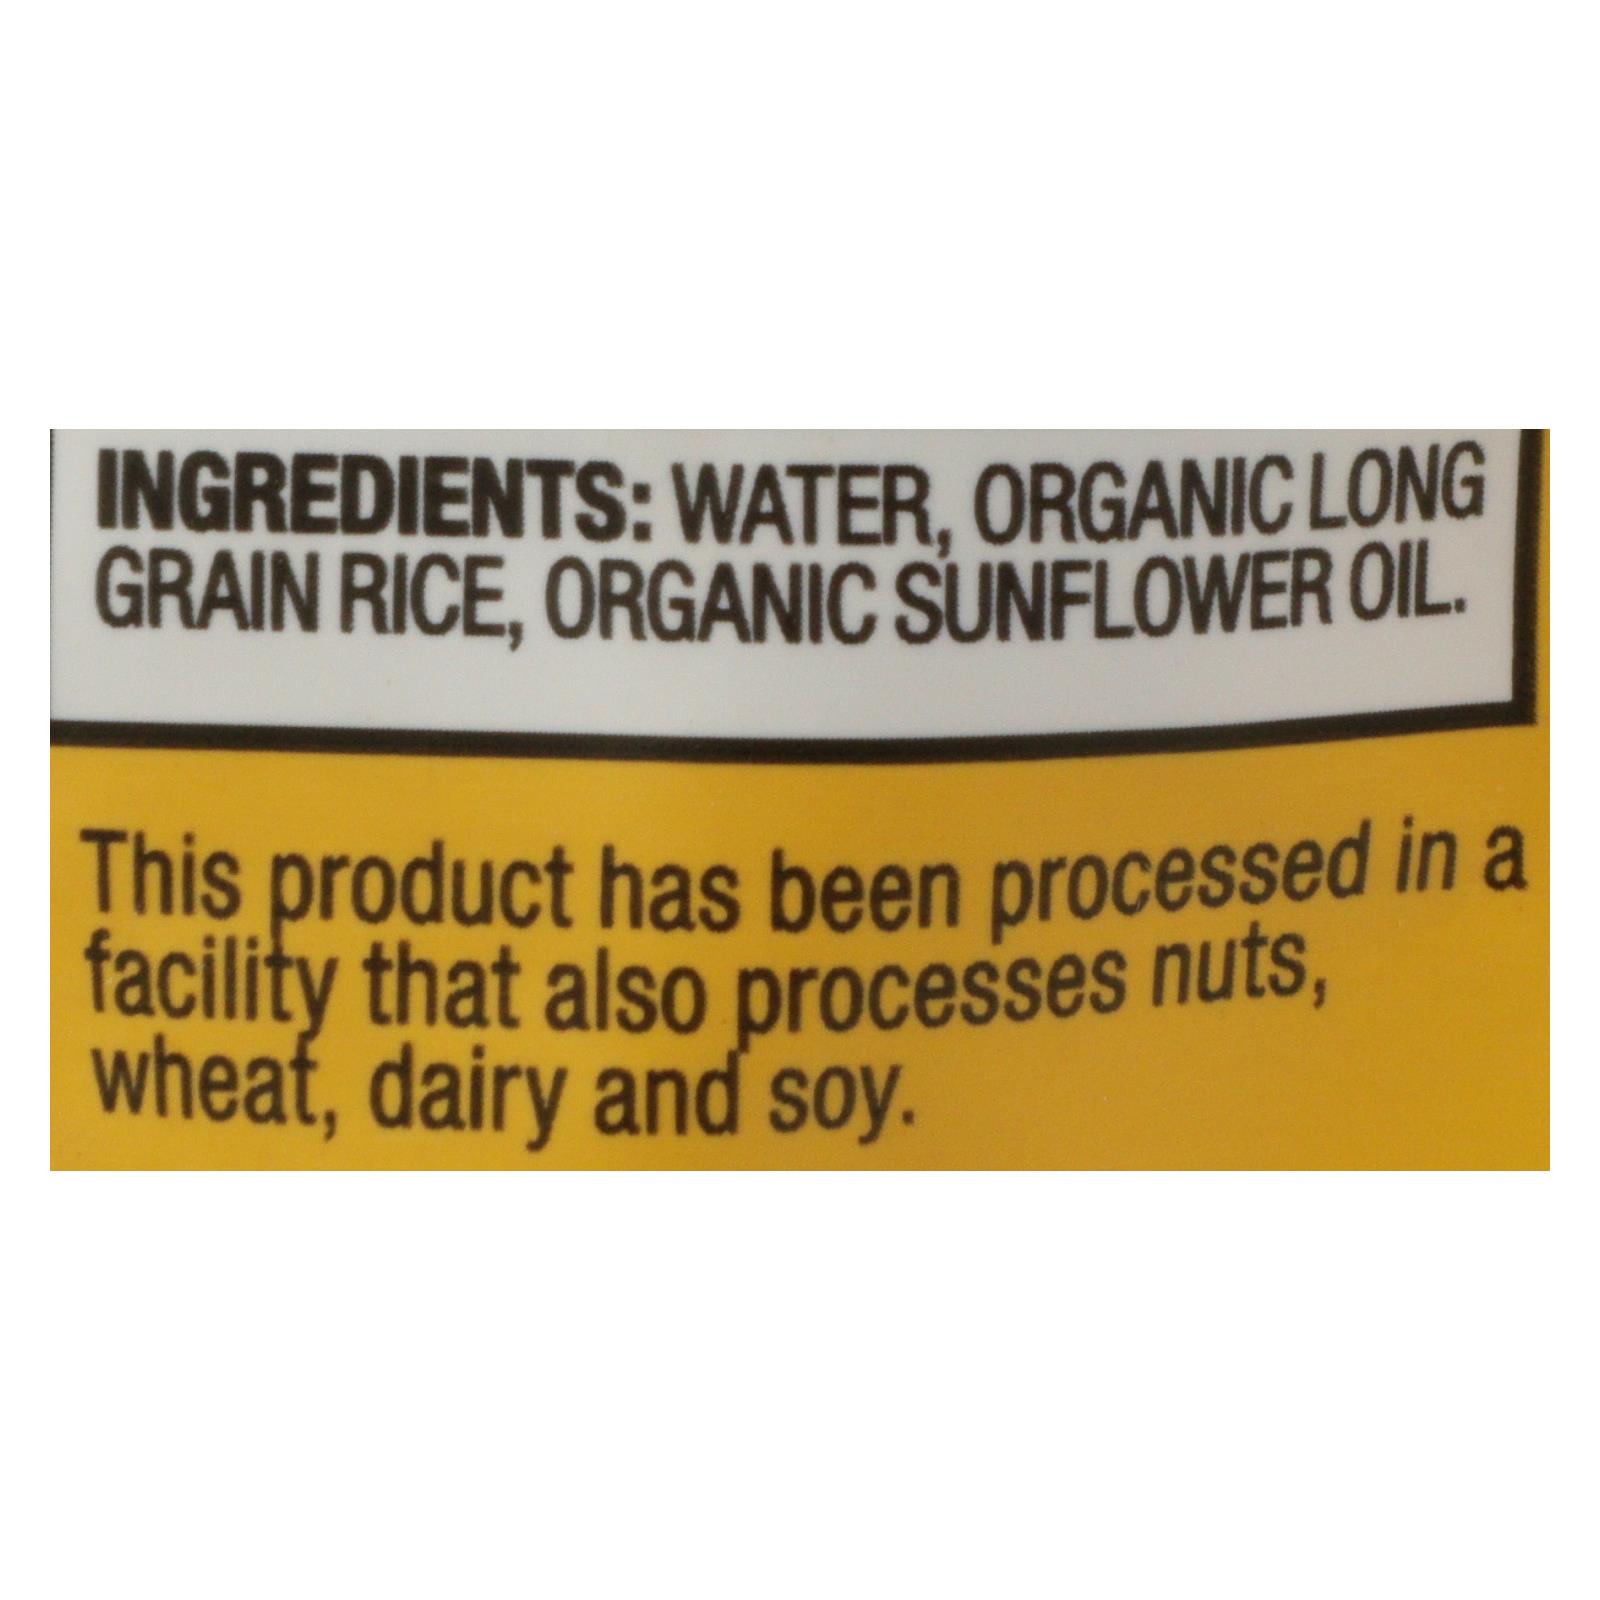 INGREDIENTS: WATER, ORGANIC LONG
GRAIN RICE, ORGANIC SUNFLOWER OIL.
This product has been processed in a
facility that also processes nuts,
wheat, dairy and soy.